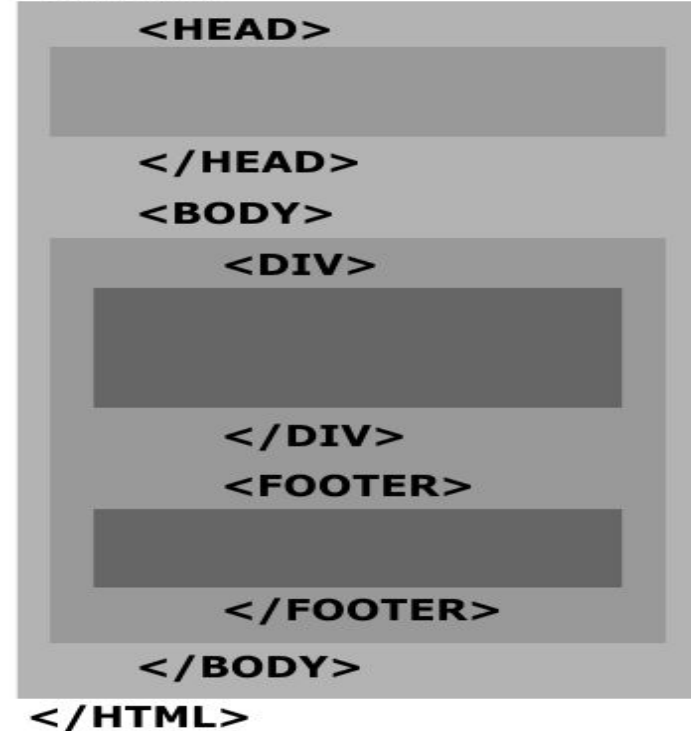 <HEAD>
</HEAD>
<BODY>
<DIV>
</DIV>
<FOOTER>
</FOOTER>
</BODY>
</HTML>